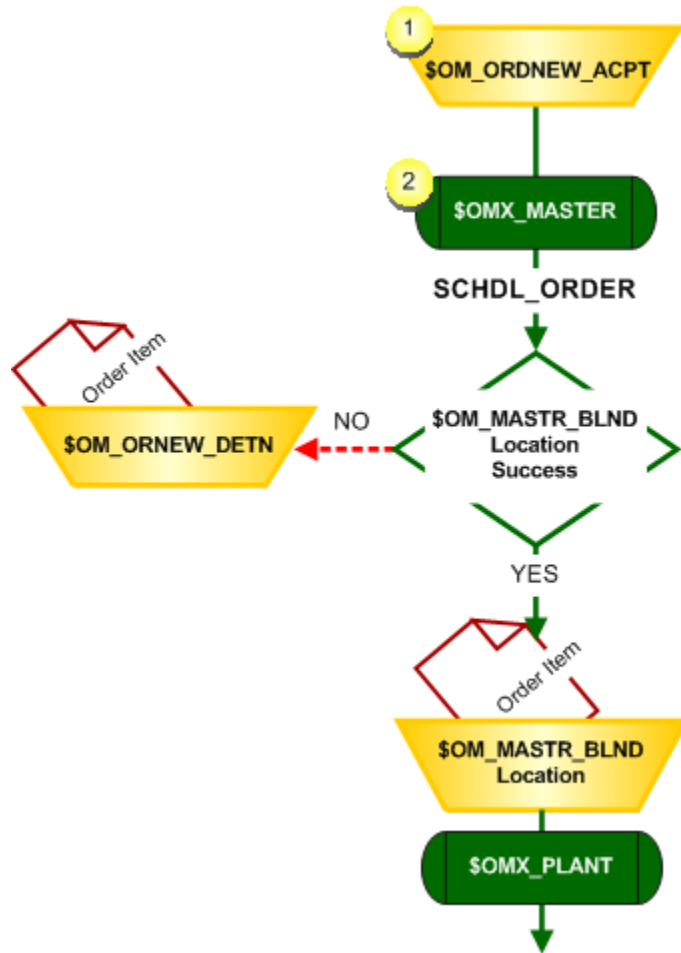 1
$OM_ORDNEW_ACPT
2
$OMX_MASTER
SCHDL_ORDER
Order Item
$OM_ORNEW_DETN
NO
$OM_MASTR_BLND
Location
Success
YES
Order Item
$OM_MASTR_BLND
Location
$OMX_PLANT